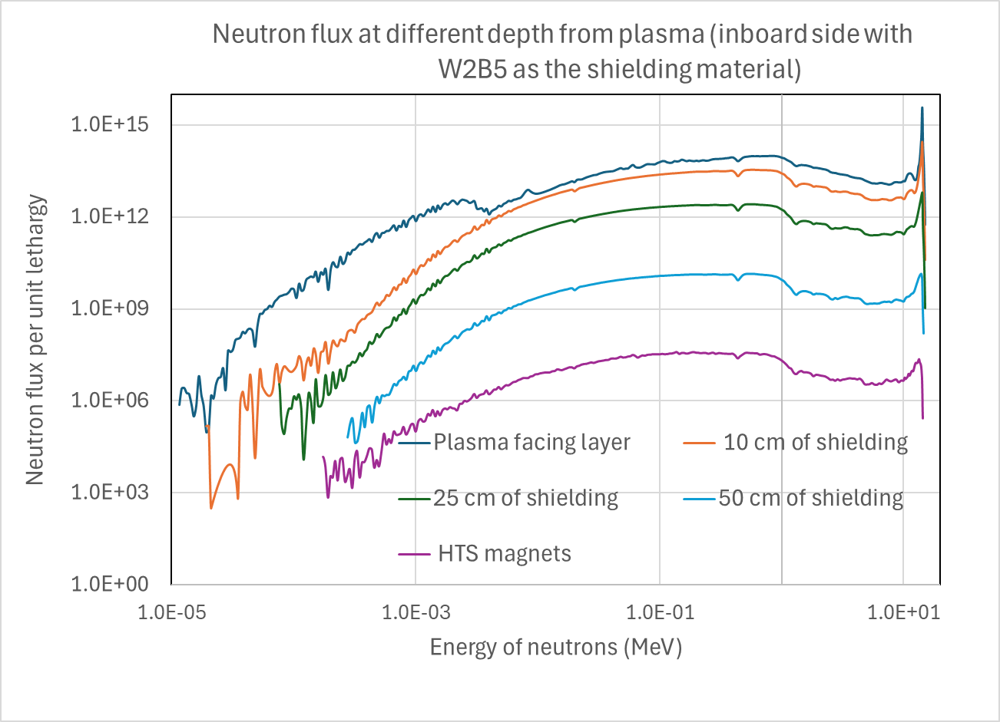 Neutron flux at different depth from plasma (inboard side with
W2B5 as the shielding material)
Neutron flux per unit lethargy
1.0E+15
1.0E+12
1.0E+09
1.0E+06
1.0E+03
1.0E+00
Plasma facing layer
10 cm of shielding
25 cm of shielding
50 cm of shielding
HTS magnets
1.0E-05
1.0E-03
1.0E-01
1.0E+01
Energy of neutrons (MeV)